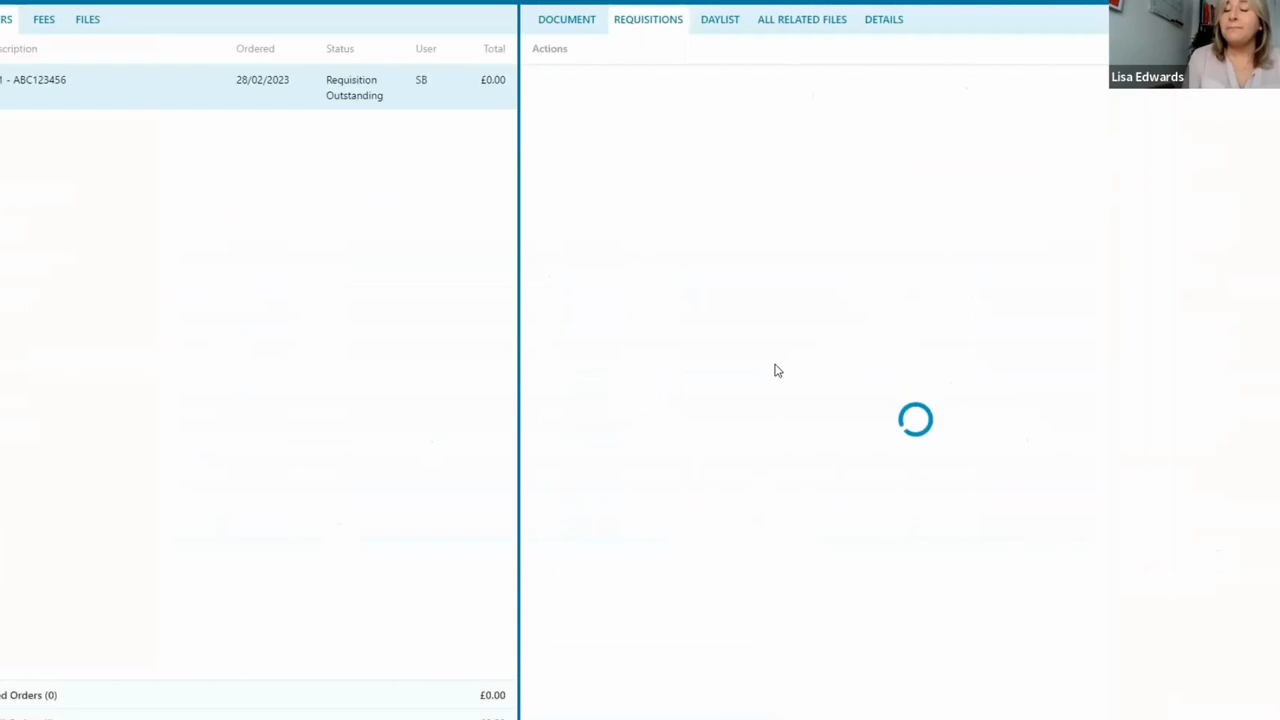 RS FEES FILES
DOCUMENT REQUISITIONS DAYLIST ALL RELATED FILES DETAILS
scription Ordered Status User Total
Actions
1 - ABC123456 28/02/2023 Requisition Outstanding SB £0.00
Lisa Edwards
ed Orders (0) £0.00